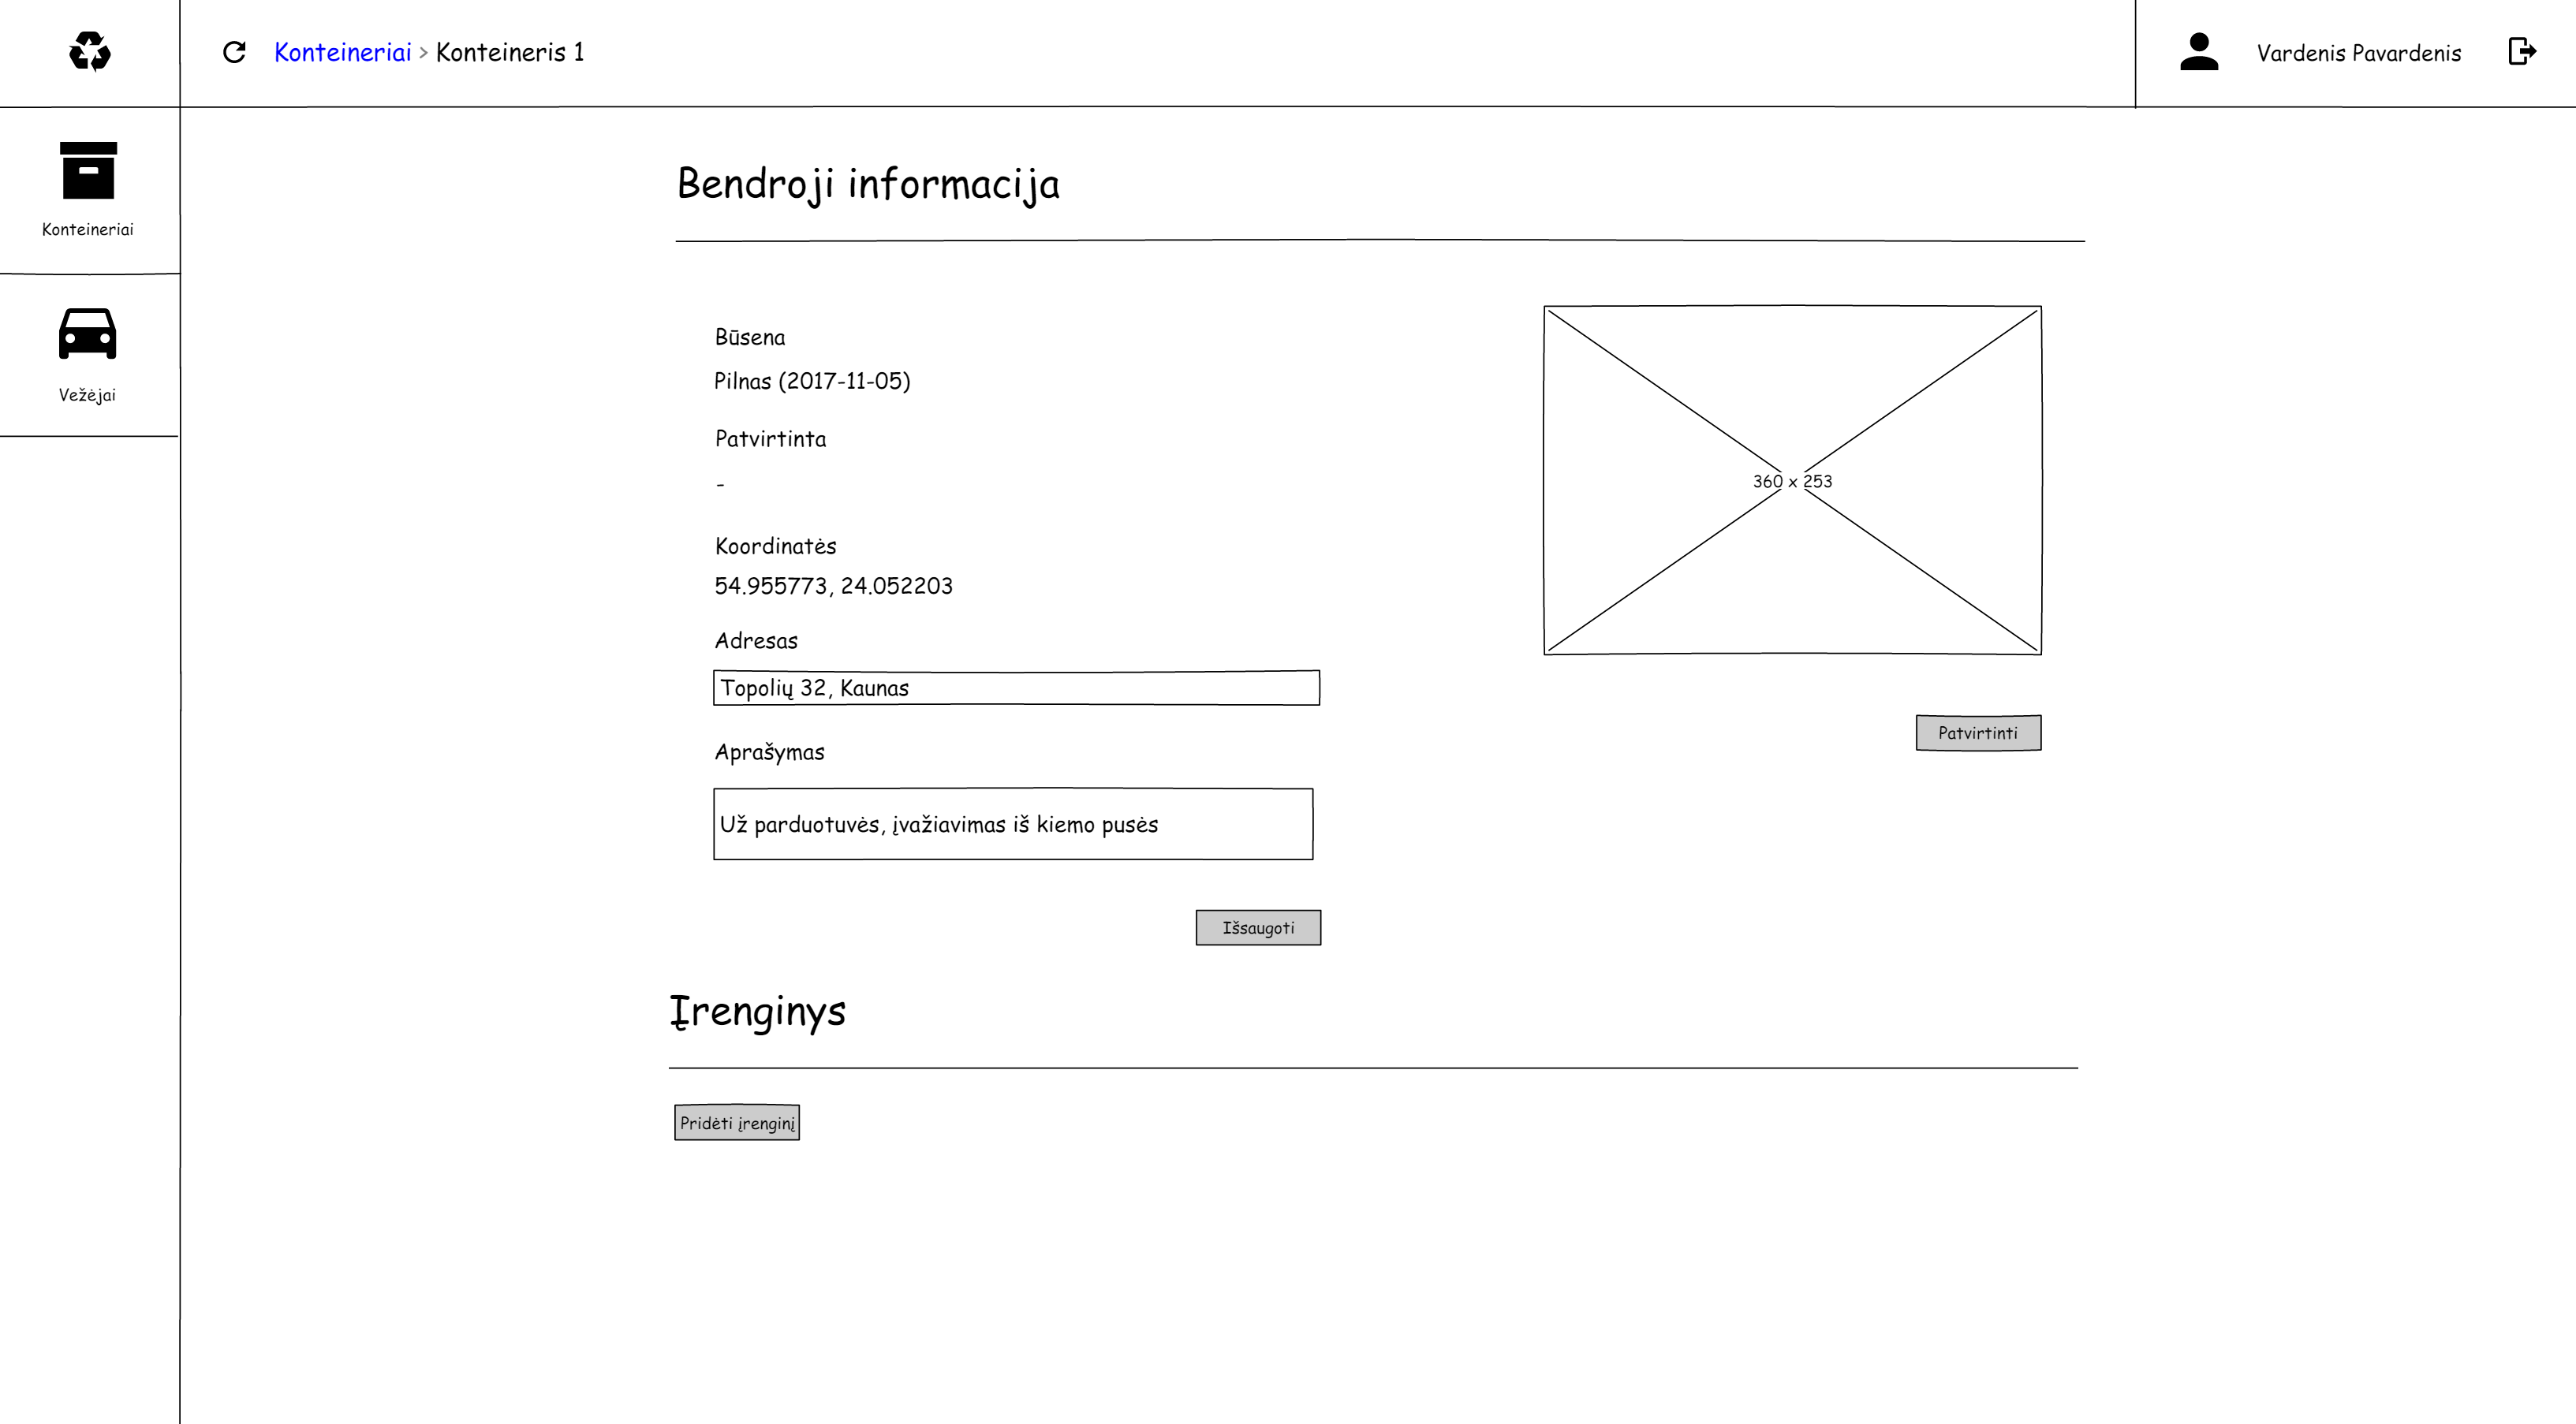 Konteineriai > Konteineris 1
Vardenis Pavardenis
Konteineriai
Vežėjai
Bendroji informacija
Būsena
Pilnas (2017-11-05)
Patvirtinta
-
Koordinatės
54.955773, 24.052203
Adresas
Topolių 32, Kaunas
Aprašymas
Už parduotuvės, įvažiavimas iš kiemo pusės
Išsaugoti
360 x 253
Patvirtinti
Įrenginys
Pridėti įrenginį